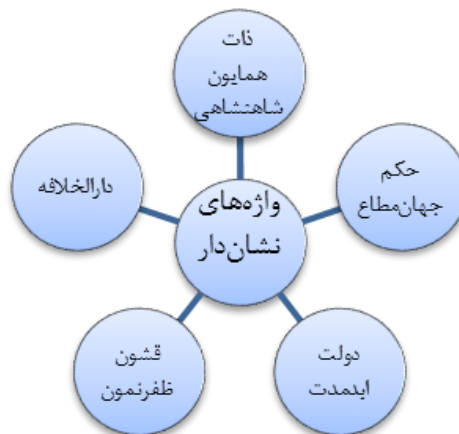 ذات
همایون
شاهنشاهی
حکم
جهان‌مطاع
دارالخلافه
واژه‌های
نشان‌دار
قشون
ظفرنمون
دولت
ابدمدت